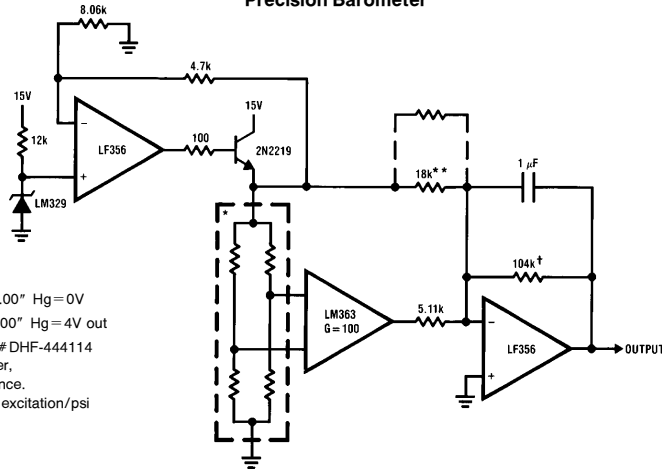 Precision Barometer
8.06k
4.7k
15V
12k
LM329
−
+
LF356
100
15V
2N2219
18k**
1 μF
104k†
*
LM363
G = 100
5.11k
−
+
LF356
OUTPUT
.00″ Hg=0V
00″ Hg=4V out
#DHF-444114
er,
nce.
excitation/psi